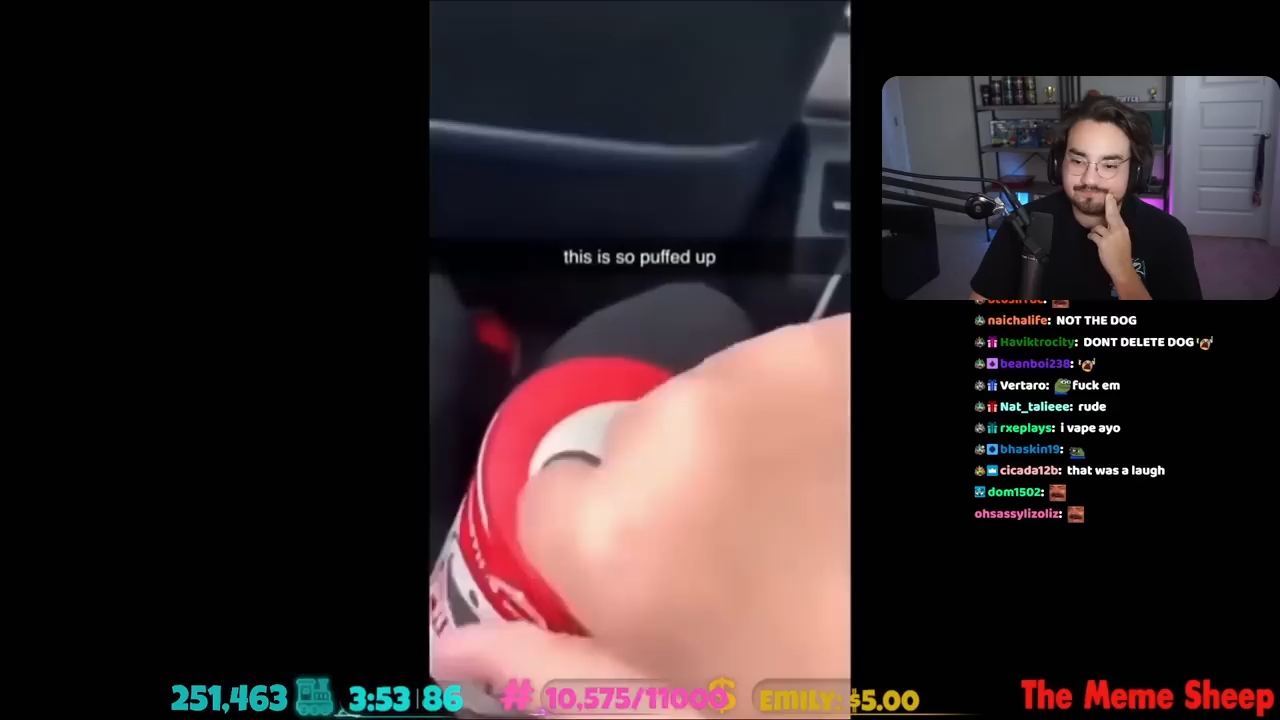 this is so puffed up
naichalife: NOT THE DOG
Haviktrocity: DONT DELETE DOG
beanboi238:
Vertaro: fuck em
Nat_talieee: rude
rxeplays: i vape ayo
bhaskin19:
cicada12b: that was a laugh
dom1502:
ohsassylizoliz:
251,463 3:53 86 # 10,575/11000 $ EMILY: $5.00 The Meme Sheep